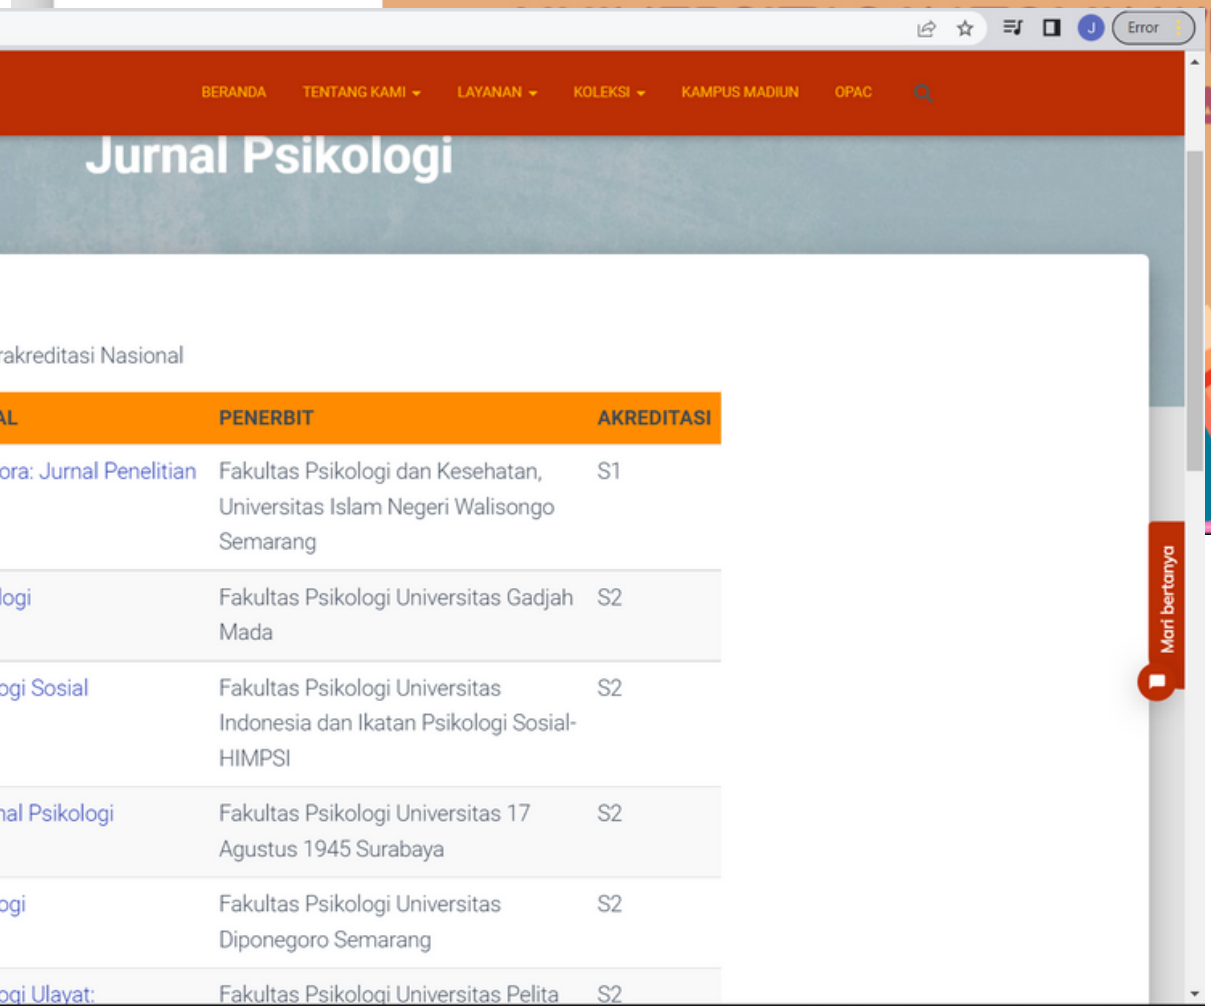 Error
BERANDA TENTANG KAMI LAYANAN KOLEKSI KAMPUS MADIUN OPAC
Jurnal Psikologi
rakreditasi Nasional
AL PENERBIT AKREDITASI
ora: Jurnal Penelitian Fakultas Psikologi dan Kesehatan, S1
Universitas Islam Negeri Walisongo
Semarang
logi Fakultas Psikologi Universitas Gadjah S2
Mada
ogi Sosial Fakultas Psikologi Universitas S2
Indonesia dan Ikatan Psikologi Sosial-
HIMPSI
nal Psikologi Fakultas Psikologi Universitas 17 S2
Agustus 1945 Surabaya
ogi Fakultas Psikologi Universitas S2
Diponegoro Semarang
ogi Ulayat: Fakultas Psikologi Universitas Pelita S2
Mari bertanya
J